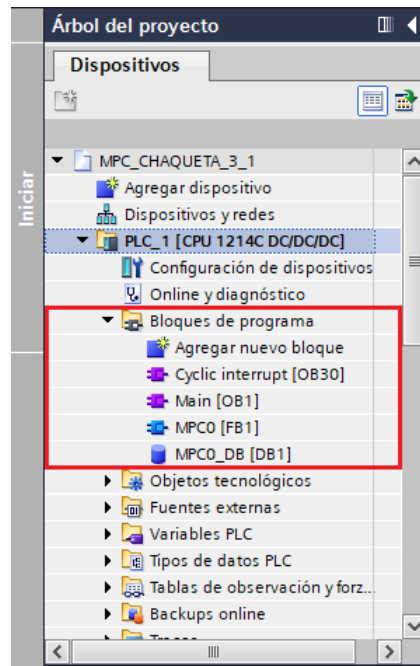 Árbol del proyecto
Dispositivos
Iniciar
MPC_CHAQUETA_3_1
Agregar dispositivo
Dispositivos y redes
PLC_1 [CPU 1214C DC/DC/DC]
Configuración de dispositivos
Online y diagnóstico
Bloques de programa
Agregar nuevo bloque
Cyclic interrupt [OB30]
Main [OB1]
MPC0 [FB1]
MPC0_DB [DB1]
Objetos tecnológicos
Fuentes externas
Variables PLC
Tipos de datos PLC
Tablas de observación y forz...
Backups online